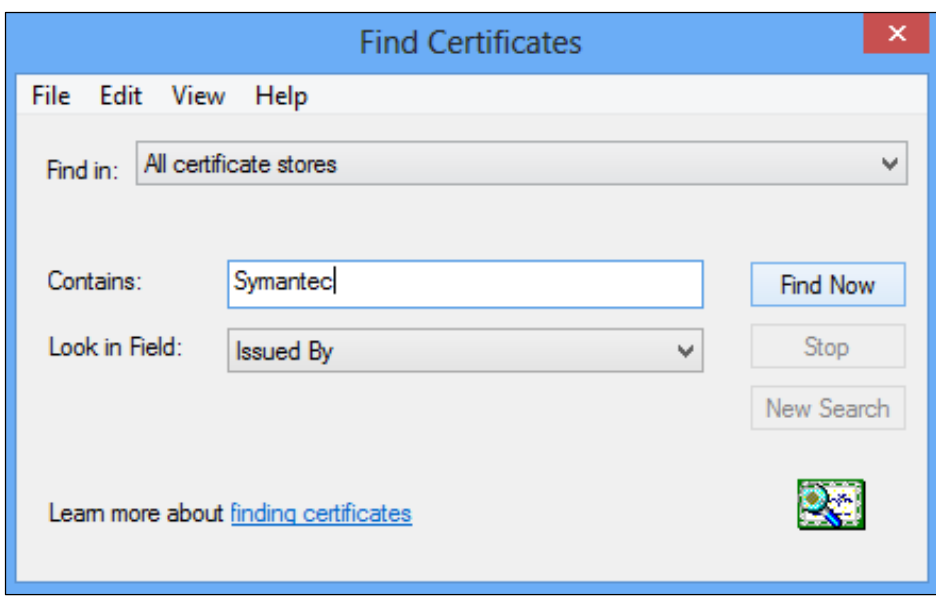 Find Certificates
File Edit View Help
Find in: All certificate stores
Contains: Symantec Find Now
Look in Field: Issued By Stop
New Search
Learn more about finding certificates